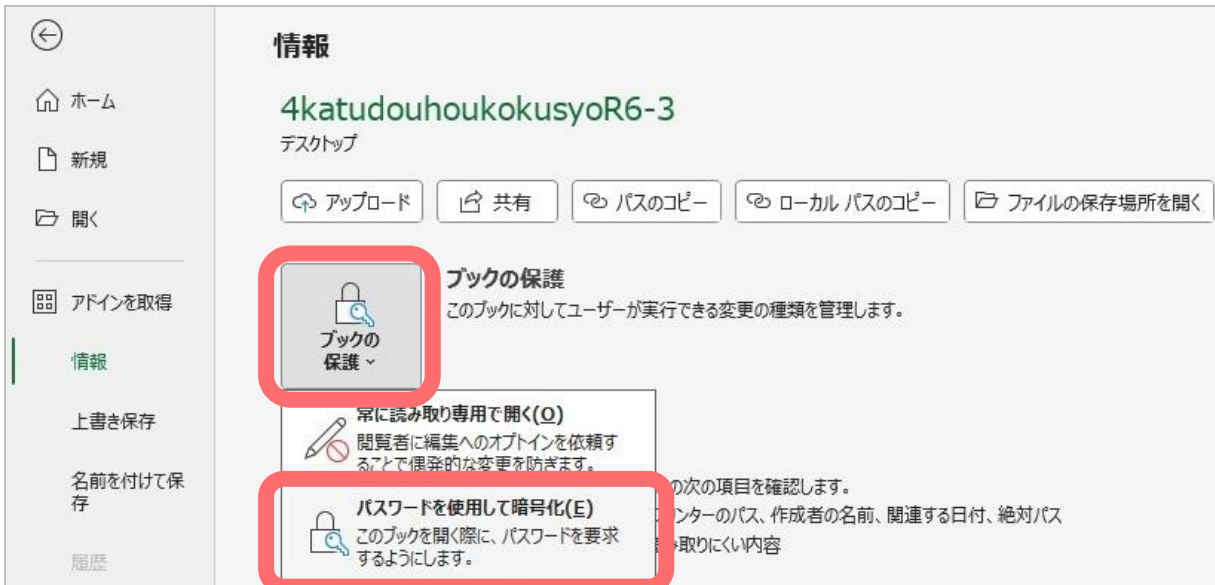 情報
ホーム
新規
開く
アドインを取得
情報
上書き保存
名前を付けて保
存
履歴
4katudouhoukokusyoR6-3
デスクトップ
アップロード
共有
パスのコピー
ローカル パスのコピー
ファイルの保存場所を開く
ブックの
保護
ブックの保護
このブックに対してユーザーが実行できる変更の種類を管理します。
常に読み取り専用で開く(O)
閲覧者に編集へのオプトインを依頼す
ることで偶発的な変更を防ぎます。
パスワードを使用して暗号化(E)
このブックを開く際に、パスワードを要求
するようにします。
の次の項目を確認します。
ンターのパス、作成者の名前、関連する日付、絶対パス
み取りにくい内容